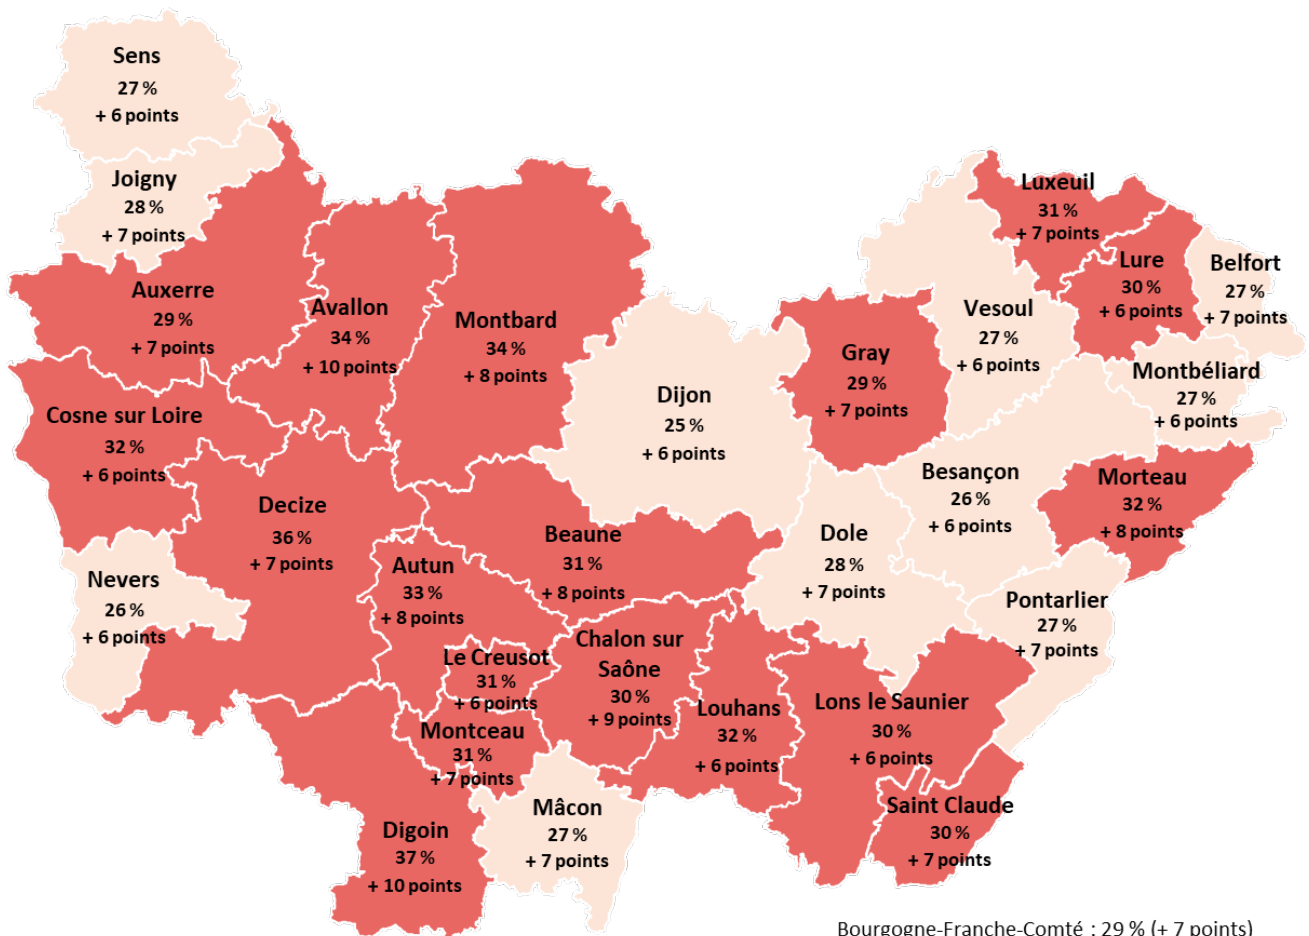 Sens
27 %
+ 6 points
Joigny
28 %
+ 7 points
Auxerre
29 %
+ 7 points
Avallon
34 %
+ 10 points
Montbard
34 %
+ 8 points
Dijon
25 %
+ 6 points
Gray
29 %
+ 7 points
Vesoul
27 %
+ 6 points
Luxeuil
31 %
+ 7 points
Lure
30 %
+ 6 points
Belfort
27 %
+ 7 points
Montbéliard
27 %
+ 6 points
Cosne sur Loire
32 %
+ 6 points
Decize
36 %
+ 7 points
Nevers
26 %
+ 6 points
Autun
33 %
+ 8 points
Beaune
31 %
+ 8 points
Dole
28 %
+ 7 points
Besançon
26 %
+ 6 points
Morteau
32 %
+ 8 points
Pontarlier
27 %
+ 7 points
Le Creusot
31 %
+ 6 points
Chalon sur
Saône
30 %
+ 9 points
Louhans
32 %
+ 6 points
Lons le Saunier
30 %
+ 6 points
Montceau
31 %
+ 7 points
Saint Claude
30 %
+ 7 points
Digoin
37 %
+ 10 points
Mâcon
27 %
+ 7 points
Bourgogne-Franche-Comté : 29 % (+ 7 points)